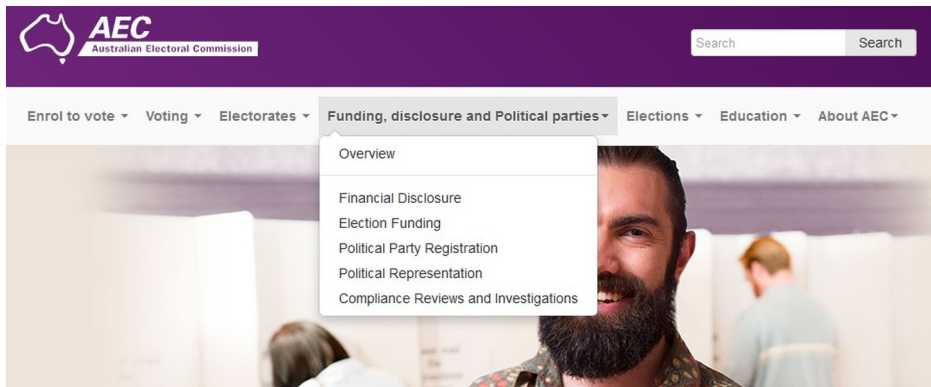 AEC
Australian Electoral Commission
Search Search
Enrol to vote Voting Electorates Funding, disclosure and Political parties Elections Education About AEC
Overview
Financial Disclosure
Election Funding
Political Party Registration
Political Representation
Compliance Reviews and Investigations